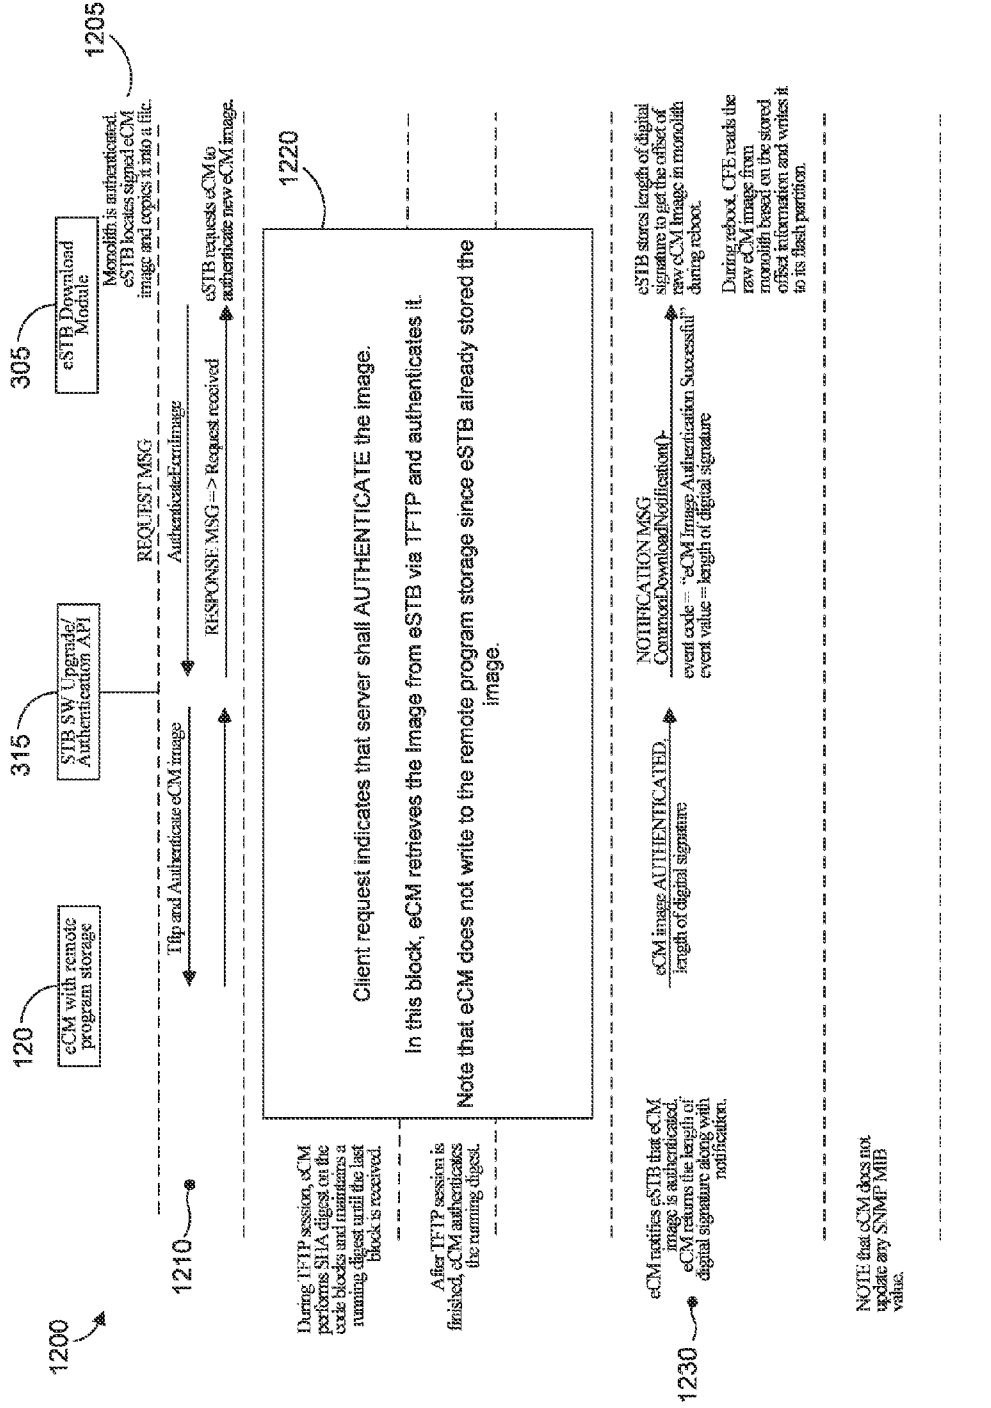 1200
120
eCM with remote
program storage
315
STB SW Upgrade/
Authentication API
305
eSTB Download
Module
1205
Monolith is authenticated.
eSTB locates signed eCM
image and copies it into a file.
1210
REQUEST MSG
Tftp and Authenticate eCM image
AuthenticateEcmImage
RESPONSE MSG => Request received
eSTB requests eCM to
authenticate new eCM image.
During TFTP session, eCM
performs SHA digest on the
code blocks and maintains a
running digest until the last
block is received.
After TFTP session is
finished, eCM authenticates
the running digest.
1220
Client request indicates that server shall AUTHENTICATE the image.
In this block, eCM retrieves the Image from eSTB via TFTP and authenticates it.
Note that eCM does not write to the remote program storage since eSTB already stored the
image.
1230
eCM notifies eSTB that eCM
image is authenticated.
eCM returns the length of
digital signature along with
notification.
eCM image AUTHENTICATED,
length of digital signature
NOTIFICATION MSG
CommonDownloadNotification()-
event code = "eCM Image Authentication Successful"
event value = length of digital signature
eSTB stores length of digital
signature to get the offset of
raw eCM Image in monolith
during reboot.
During reboot, CFE reads the
raw eCM image from
monolith based on the stored
offset information and writes it
to its flash partition.
NOTE that eCM does not
update any SNMP MIB
value.